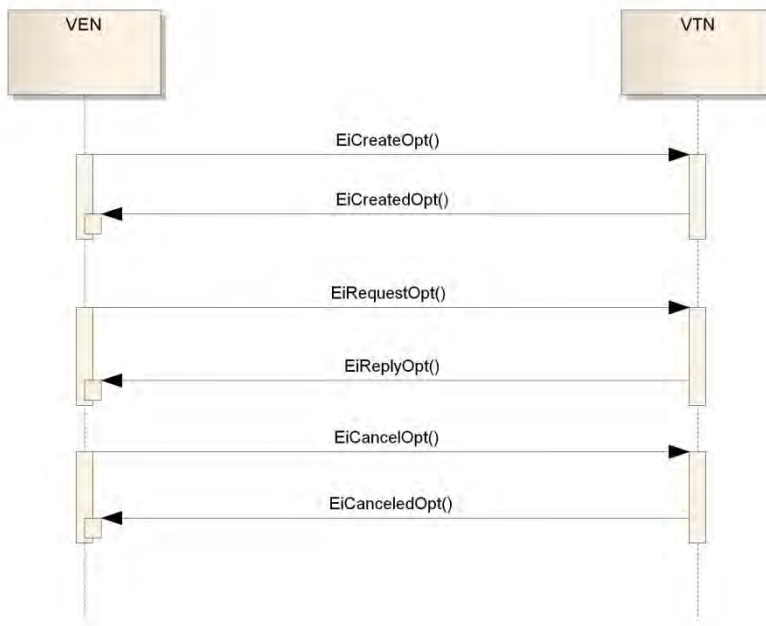 VEN
VTN
EiCreateOpt()
EiCreatedOpt()
EiRequestOpt()
EiReplyOpt()
EiCancelOpt()
EiCanceledOpt()